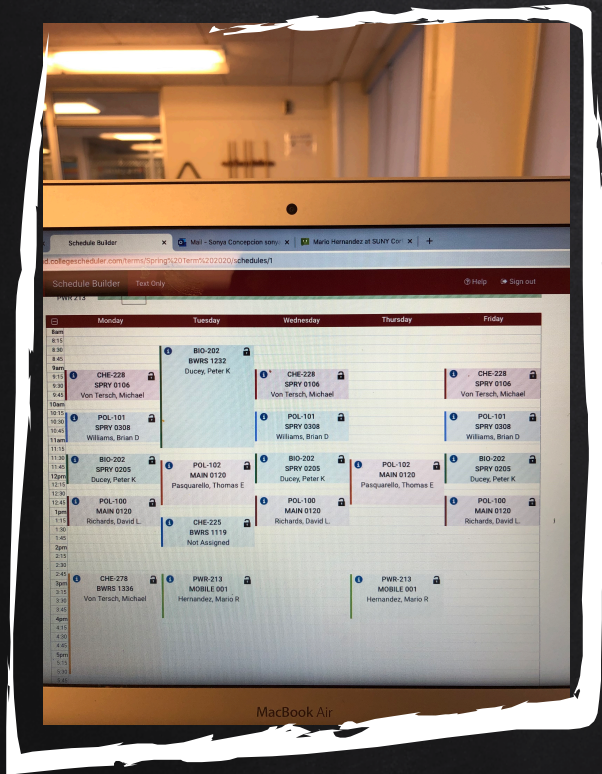 Schedule Builder ×
Mail - Sonya Concepcion sony ×
Mario Hernandez at SUNY Cor ×
+
d.collegescheduler.com/terms/Spring%20Term%202020/schedules/1
Schedule Builder
Text Only
Help
Sign out
PWR 213
Monday
Tuesday
Wednesday
Thursday
Friday
8am
8:15
8:30
8:45
9am
9:15
9:30
9:45
10am
10:15
10:30
10:45
11am
11:15
11:30
11:45
12pm
12:15
12:30
12:45
1pm
1:15
1:30
1:45
2pm
2:15
2:30
2:45
3pm
3:15
3:30
3:45
4pm
4:15
4:30
4:45
5pm
5:15
5:30
5:45
CHE-228
SPRY 0106
Von Tersch, Michael
POL-101
SPRY 0308
Williams, Brian D
BIO-202
SPRY 0205
Ducey, Peter K
POL-100
MAIN 0120
Richards, David L.
CHE-278
BWRS 1336
Von Tersch, Michael
BIO-202
BWRS 1232
Ducey, Peter K
POL-102
MAIN 0120
Pasquarello, Thomas E
CHE-225
BWRS 1119
Not Assigned
PWR-213
MOBILE 001
Hernandez, Mario R
CHE-228
SPRY 0106
Von Tersch, Michael
POL-101
SPRY 0308
Williams, Brian D
BIO-202
SPRY 0205
Ducey, Peter K
POL-100
MAIN 0120
Richards, David L.
POL-102
MAIN 0120
Pasquarello, Thomas E
PWR-213
MOBILE 001
Hernandez, Mario R
CHE-228
SPRY 0106
Von Tersch, Michael
POL-101
SPRY 0308
Williams, Brian D
BIO-202
SPRY 0205
Ducey, Peter K
POL-100
MAIN 0120
Richards, David L.
MacBook Air